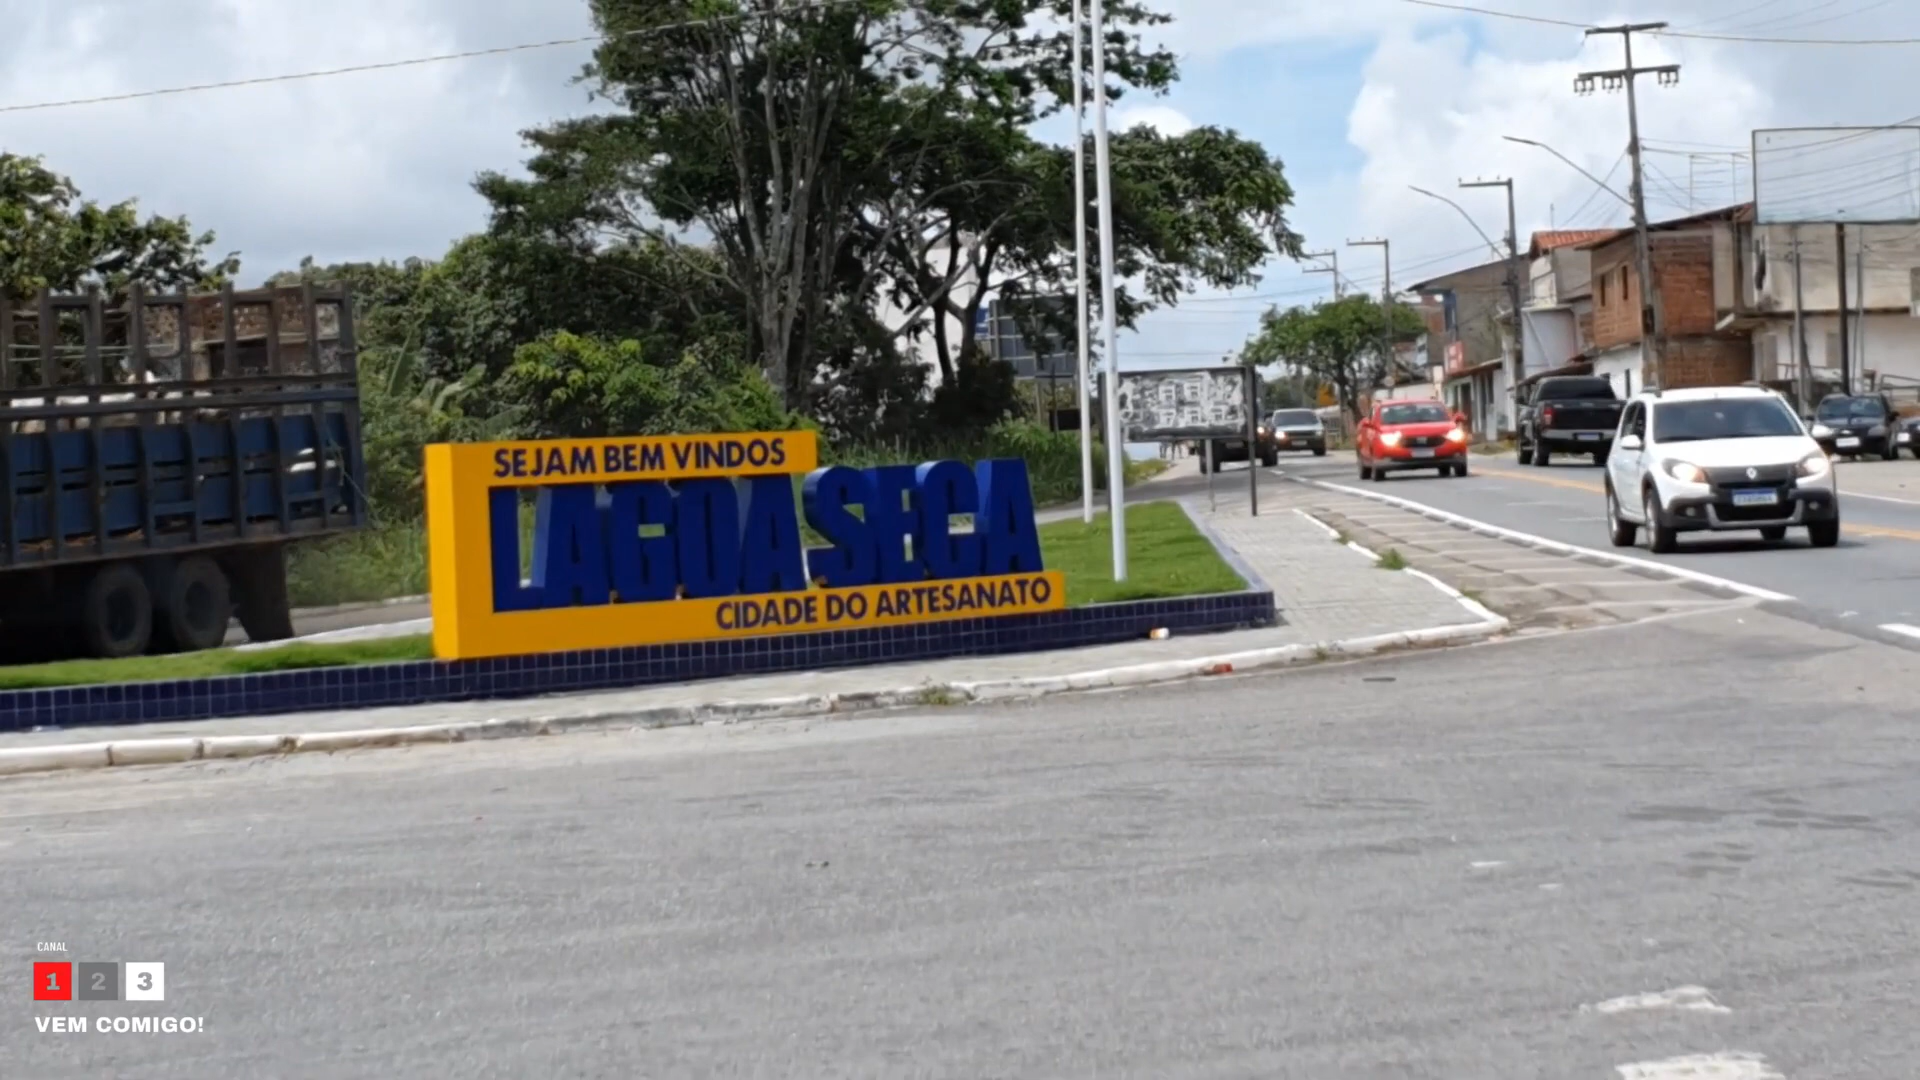 SEJAM BEM VINDOS
LAGOA SECA
CIDADE DO ARTESANATO
CANAL
1 2 3
VEM COMIGO!